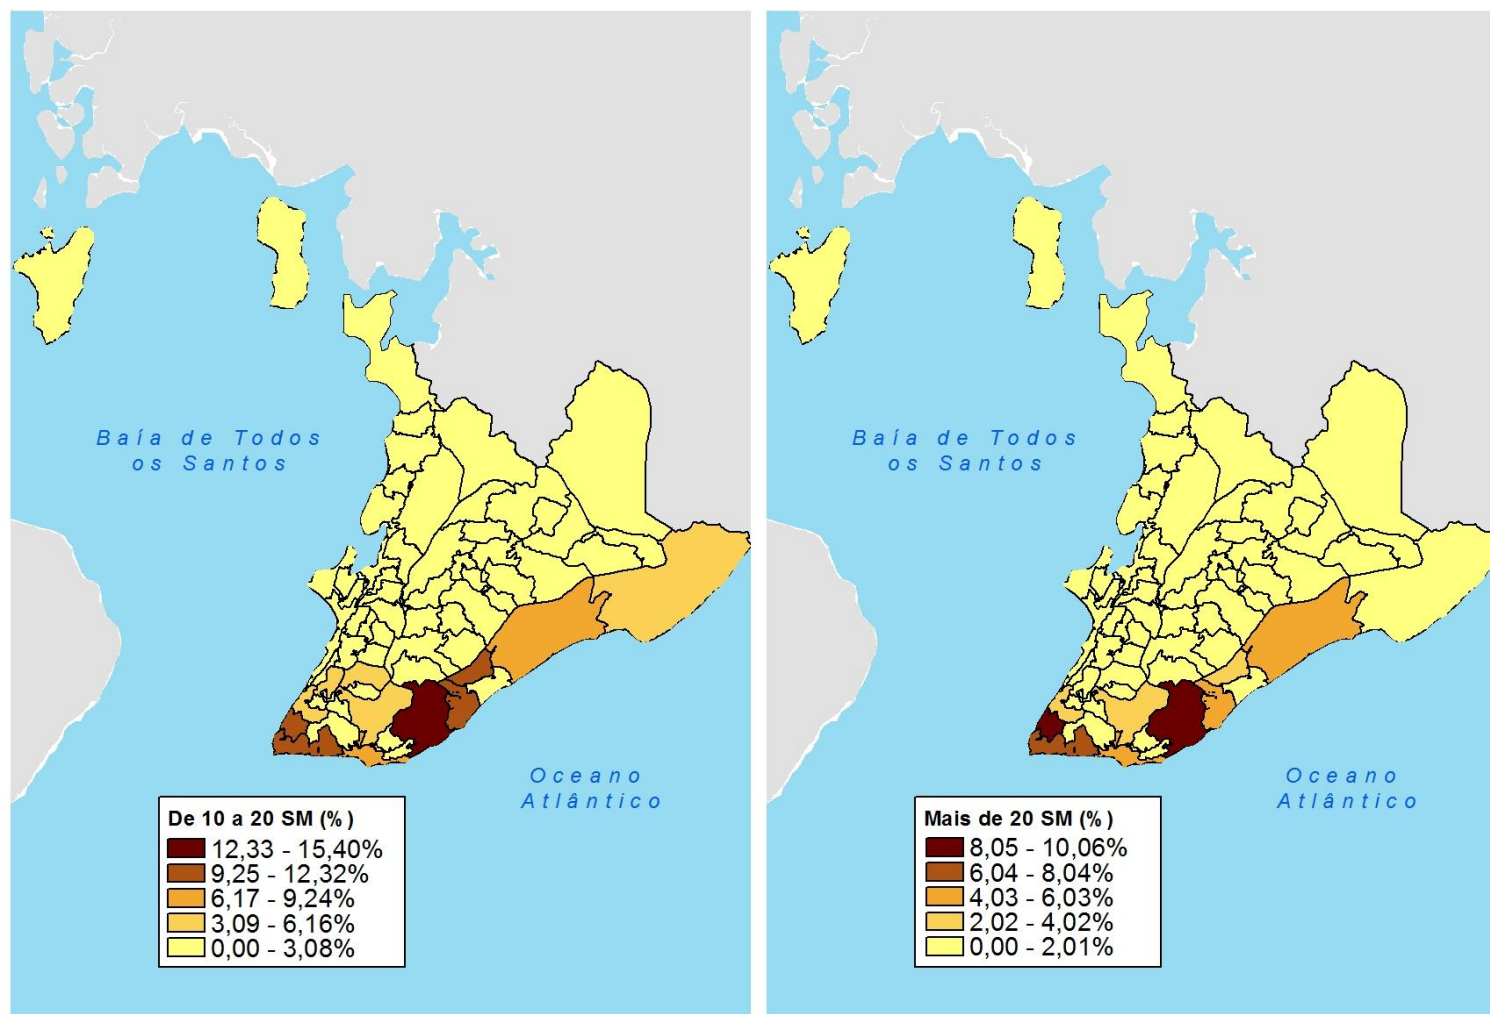 Baía de Todos
os Santos
Oceano
Atlântico
De 10 a 20 SM (%)
12,33 - 15,40%
9,25 - 12,32%
6,17 - 9,24%
3,09 - 6,16%
0,00 - 3,08%
Baía de Todos
os Santos
Oceano
Atlântico
Mais de 20 SM (%)
8,05 - 10,06%
6,04 - 8,04%
4,03 - 6,03%
2,02 - 4,02%
0,00 - 2,01%